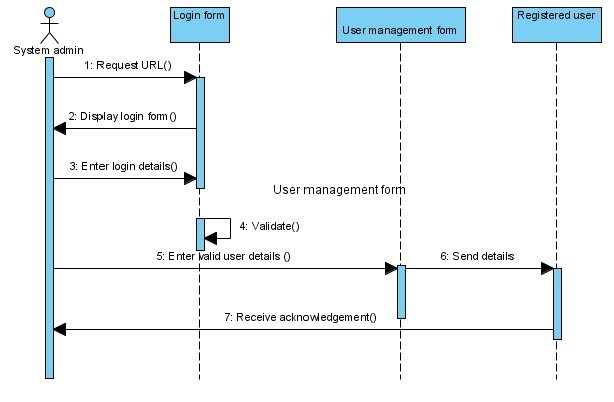 Login form
User management form
Registered user
System admin
1: Request URL()
2: Display login form()
3: Enter login details()
User management form
4: Validate()
5: Enter valid user details ()
6: Send details
7: Receive acknowledgement()